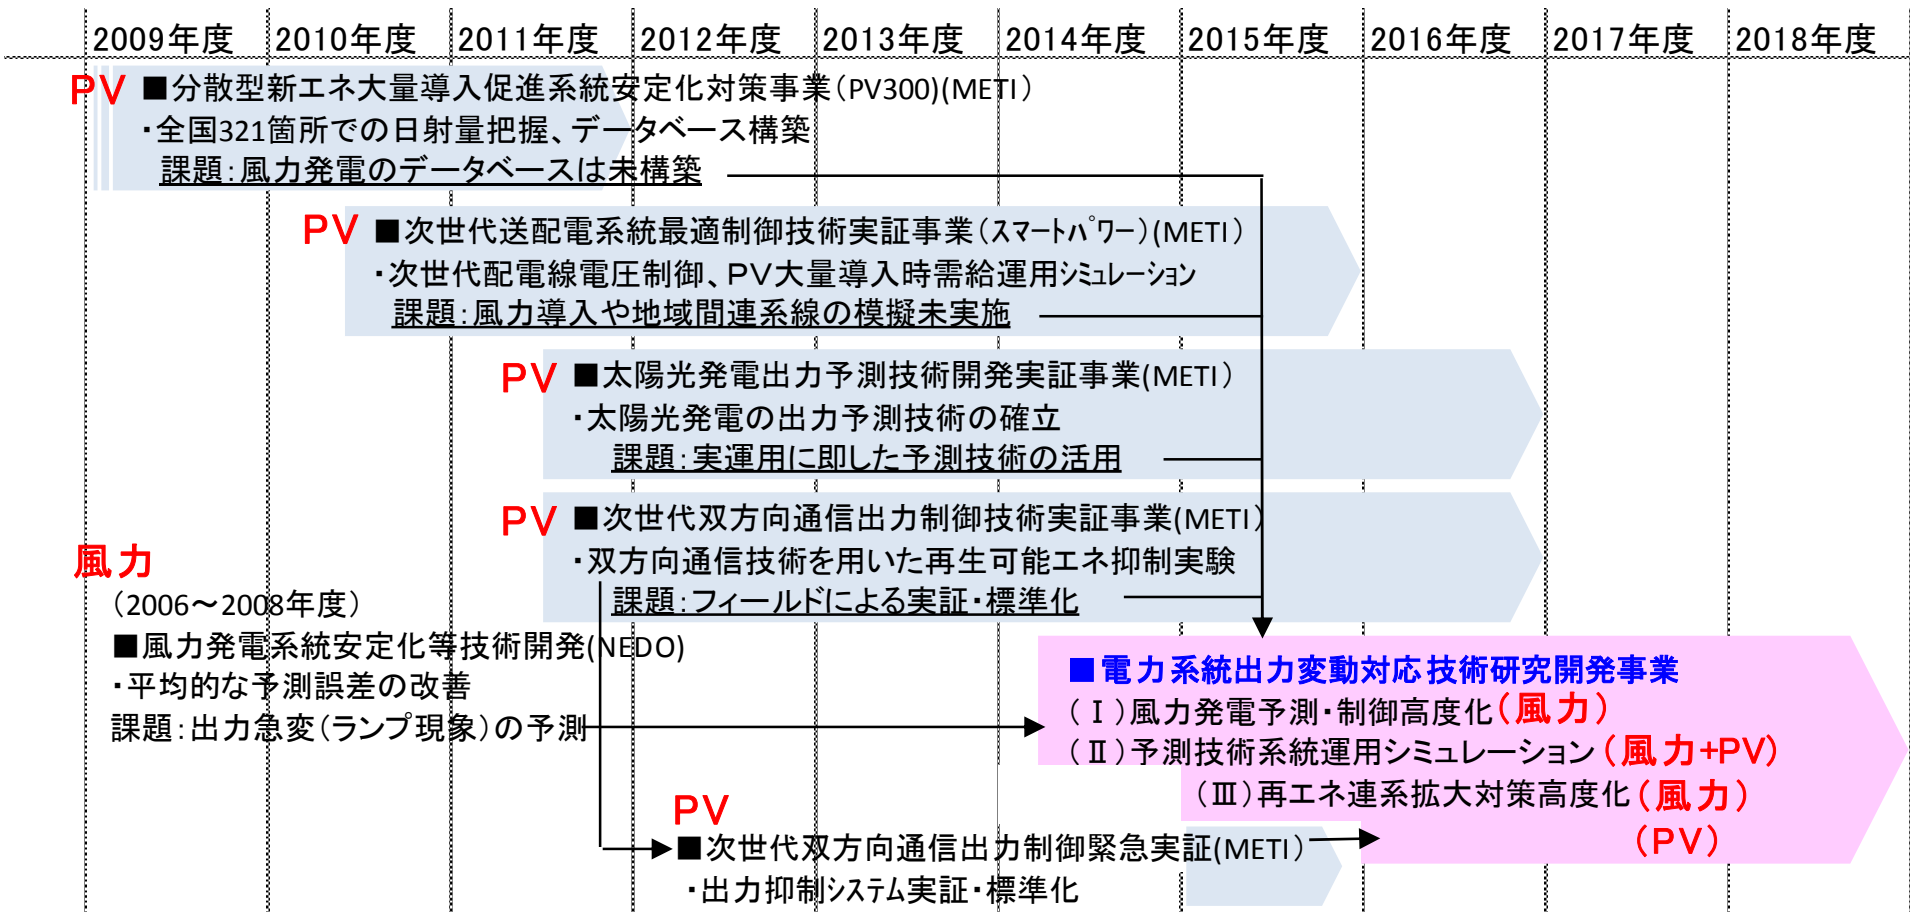 2009年度 2010年度 2011年度 2012年度 2013年度 2014年度 2015年度 2016年度 2017年度 2018年度
PV ■分散型新エネ大量導入促進系統安定化対策事業(PV300)(METI)
・全国321箇所での日射量把握、データベース構築
課題:風力発電のデータベースは未構築
PV ■次世代送配電系統最適制御技術実証事業(スマートパワー)(METI)
・次世代配電線電圧制御、PV大量導入時需給運用シミュレーション
課題:風力導入や地域間連系線の模擬未実施
PV ■太陽光発電出力予測技術開発実証事業(METI)
・太陽光発電の出力予測技術の確立
課題:実運用に即した予測技術の活用
PV ■次世代双方向通信出力制御技術実証事業(METI)
・双方向通信技術を用いた再生可能エネ抑制実験
課題:フィールドによる実証・標準化
風力
(2006~2008年度)
■風力発電系統安定化等技術開発(NEDO)
・平均的な予測誤差の改善
課題:出力急変(ランプ現象)の予測
■電力系統出力変動対応技術研究開発事業
(Ⅰ)風力発電予測・制御高度化(風力)
(Ⅱ)予測技術系統運用シミュレーション(風力+PV)
(Ⅲ)再エネ連系拡大対策高度化(風力)
(PV)
PV
■次世代双方向通信出力制御緊急実証(METI)
・出力抑制システム実証・標準化